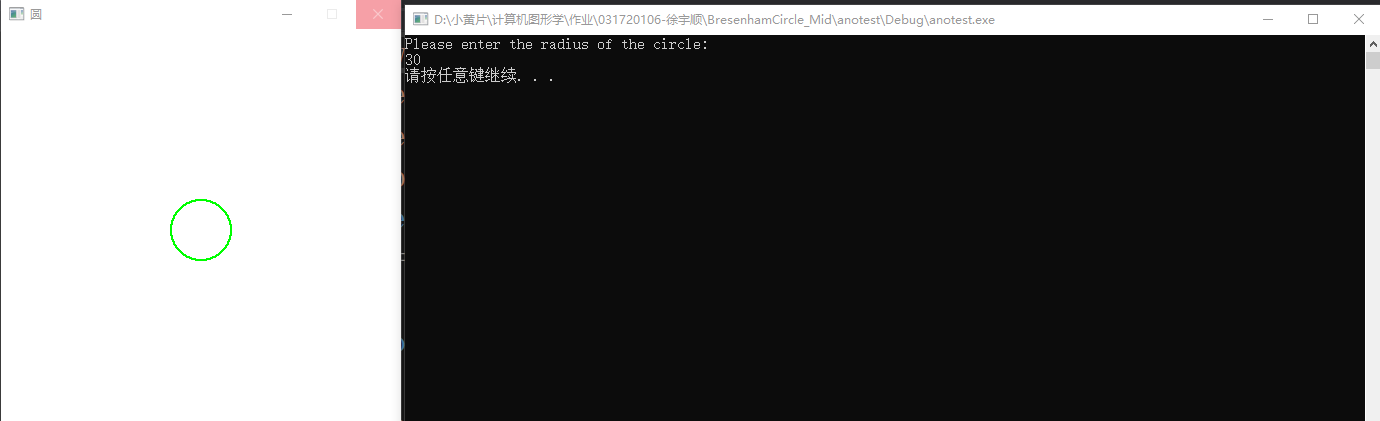 圆
D:\小黄片\计算机图形学\作业\031720106-徐宇顺\BresenhamCircle_Mid\anotest\Debug\anotest.exe
Please enter the radius of the circle:
30
请按任意键继续. . .